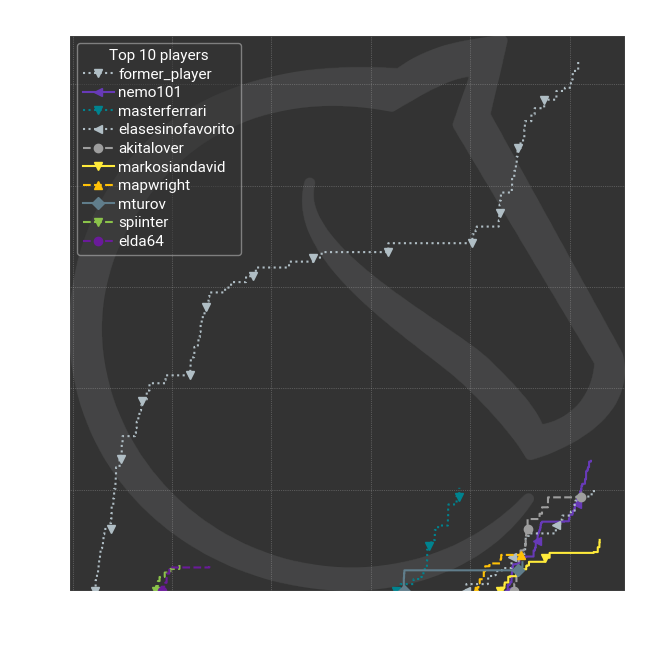 Top 10 players
former_player
nemo101
masterferrari
elasesinofavorito
akitalover
markosiandavid
mapwright
mturov
spiinter
elda64